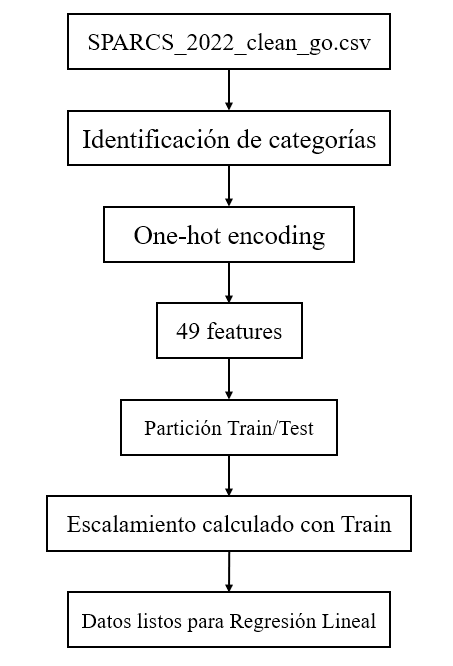 SPARCS_2022_clean_go.csv
Identificación de categorías
One-hot encoding
49 features
Partición Train/Test
Escalamiento calculado con Train
Datos listos para Regresión Lineal